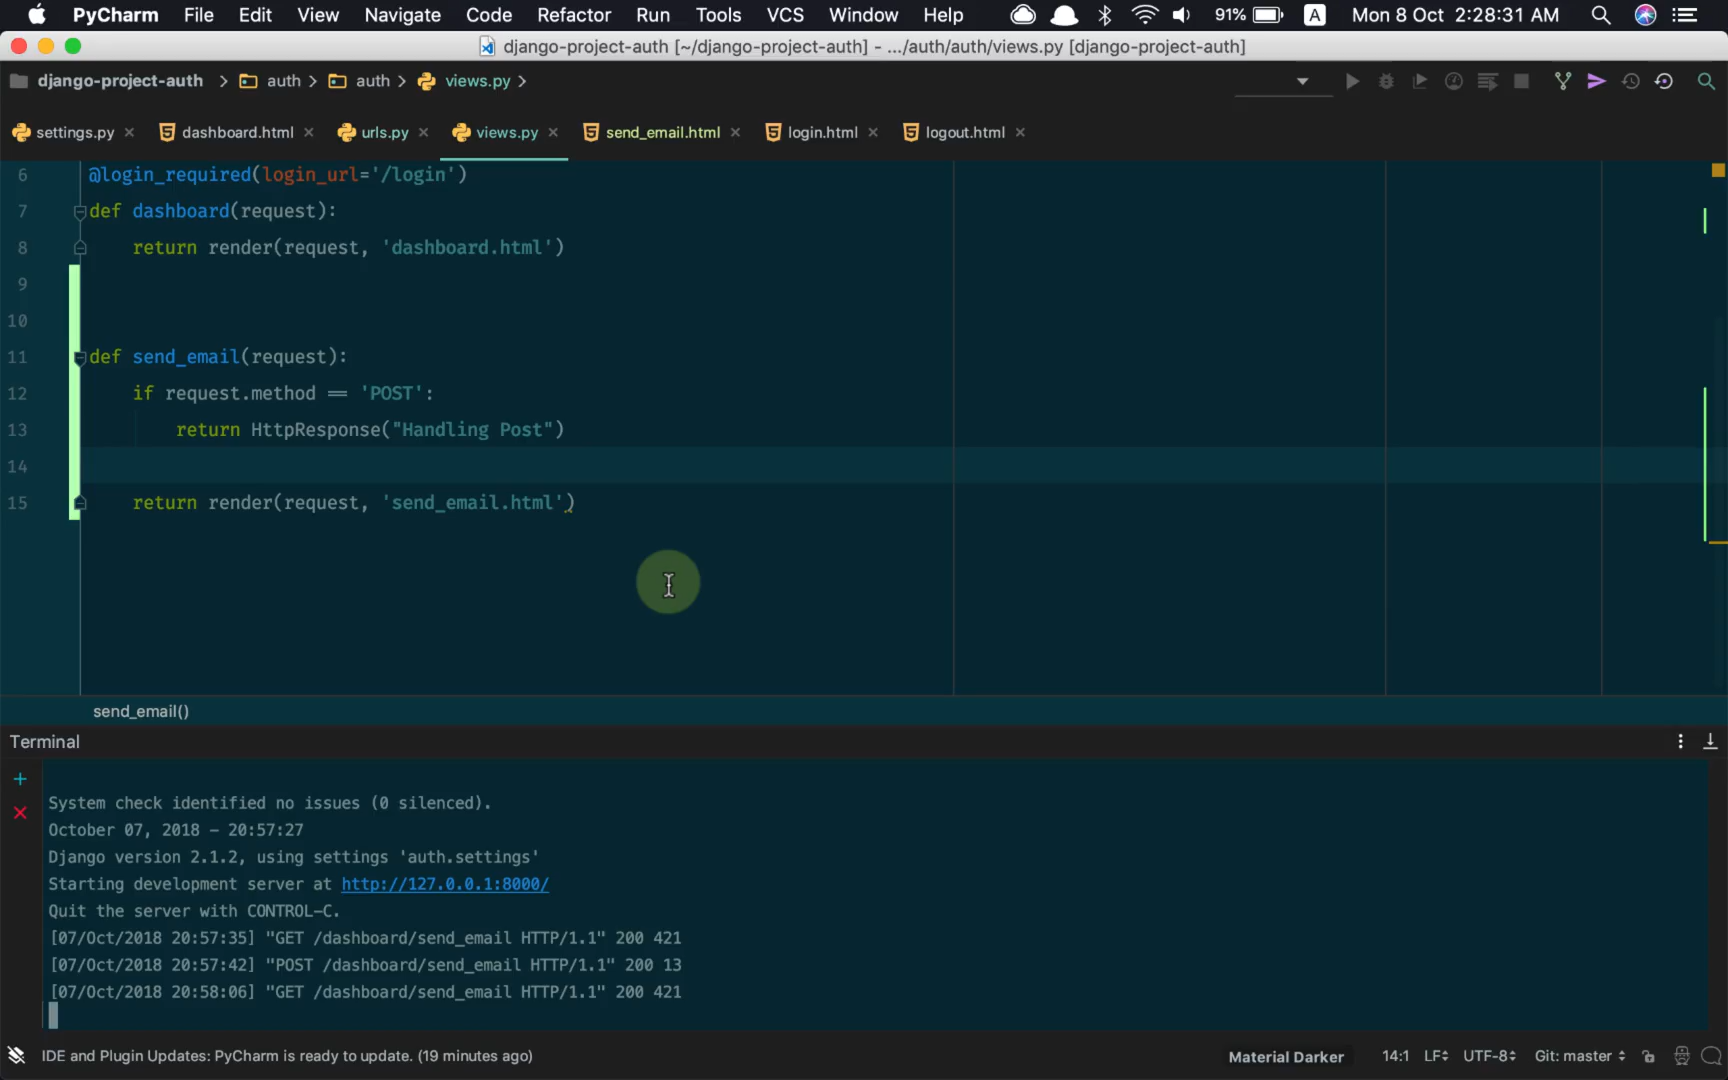 PyCharm File Edit View Navigate Code Refactor Run Tools VCS Window Help 91% A Mon 8 Oct 2:28:31 AM
django-project-auth [~/django-project-auth] - .../auth/auth/views.py [django-project-auth]
django-project-auth auth auth views.py
settings.py dashboard.html urls.py views.py send_email.html login.html logout.html
6 @login_required(login_url='/login')
7 def dashboard(request):
8 return render(request, 'dashboard.html')
9
10
11 def send_email(request):
12 if request.method == 'POST':
13 return HttpResponse("Handling Post")
14
15 return render(request, 'send_email.html')
send_email()
Terminal
System check identified no issues (0 silenced).
October 07, 2018 - 20:57:27
Django version 2.1.2, using settings 'auth.settings'
Starting development server at http://127.0.0.1:8000/
Quit the server with CONTROL-C.
[07/Oct/2018 20:57:35] "GET /dashboard/send_email HTTP/1.1" 200 421
[07/Oct/2018 20:57:42] "POST /dashboard/send_email HTTP/1.1" 200 13
[07/Oct/2018 20:58:06] "GET /dashboard/send_email HTTP/1.1" 200 421
IDE and Plugin Updates: PyCharm is ready to update. (19 minutes ago) Material Darker 14:1 LF UTF-8 Git: master